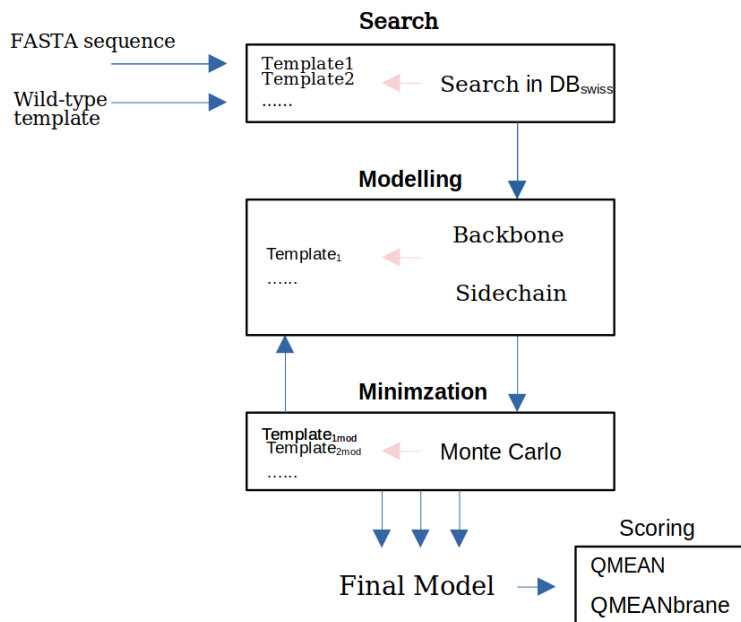 Search
FASTA sequence
Wild-type
template
Template1
Template2
......
Search in DBswiss
Modelling
Template1
......
Backbone
Sidechain
Minimzation
Template1mod
Template2mod
......
Monte Carlo
Final Model
Scoring
QMEAN
QMEANbrane